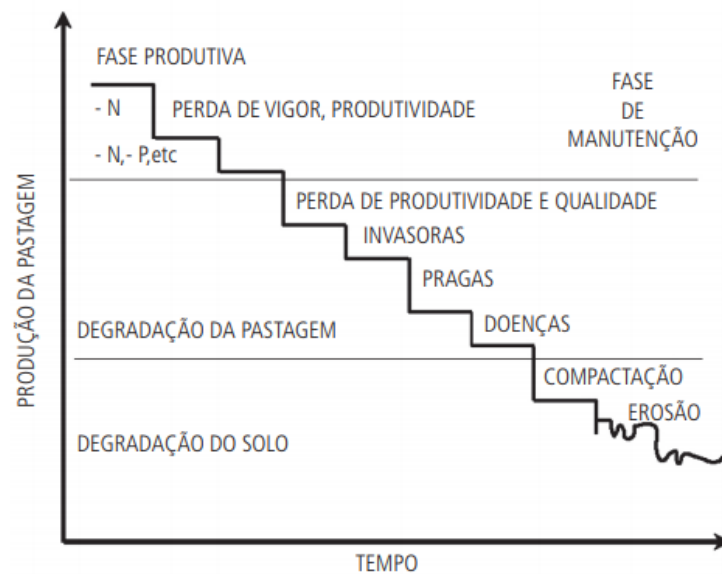 FASE PRODUTIVA
FASE
DE
MANUTENÇÃO
- N
PERDA DE VIGOR, PRODUTIVIDADE
- N,- P,etc
PERDA DE PRODUTIVIDADE E QUALIDADE
INVASORAS
PRAGAS
DEGRADAÇÃO DA PASTAGEM
DOENÇAS
COMPACTAÇÃO
EROSÃO
DEGRADAÇÃO DO SOLO
PRODUÇÃO DA PASTAGEM
TEMPO